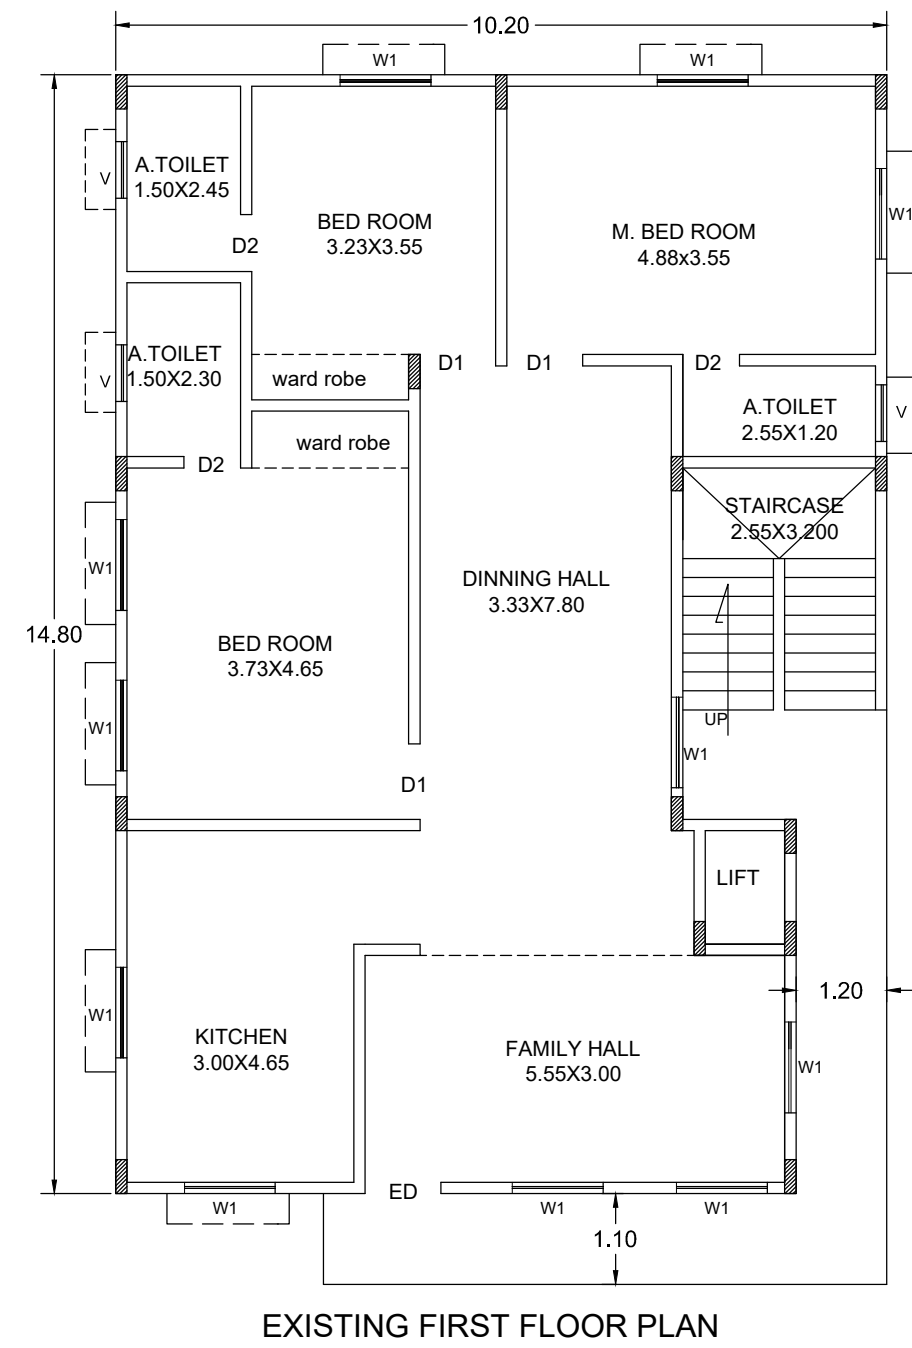 10.20
W1
W1
A.TOILET
1.50X2.45
V
BED ROOM
3.23X3.55
M. BED ROOM
4.88x3.55
W1
D2
A.TOILET
1.50X2.30
V
ward robe
D1
D1
D2
A.TOILET
2.55X1.20
V
ward robe
D2
STAIRCASE
2.55X3.200
W1
DINNING HALL
3.33X7.80
14.80
BED ROOM
3.73X4.65
W1
UP
W1
D1
LIFT
1.20
W1
KITCHEN
3.00X4.65
FAMILY HALL
5.55X3.00
W1
ED
W1
W1
W1
1.10
EXISTING FIRST FLOOR PLAN